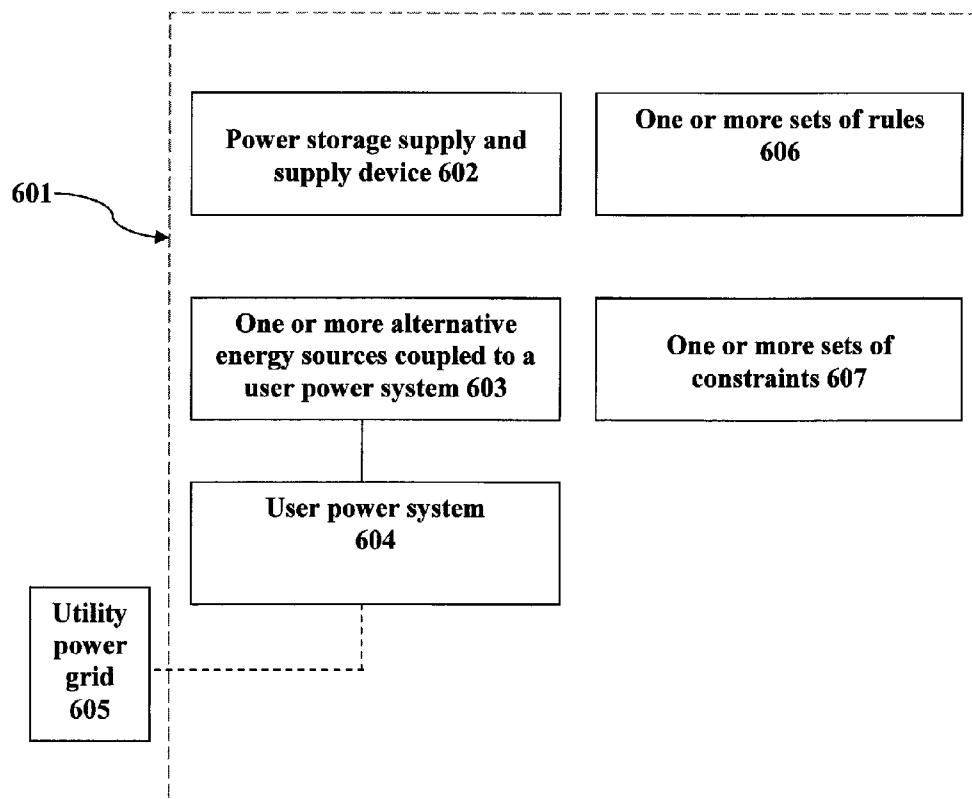 Power storage supply and
supply device 602
One or more sets of rules
606
601
One or more alternative
energy sources coupled to a
user power system 603
One or more sets of
constraints 607
User power system
604
Utility
power
grid
605